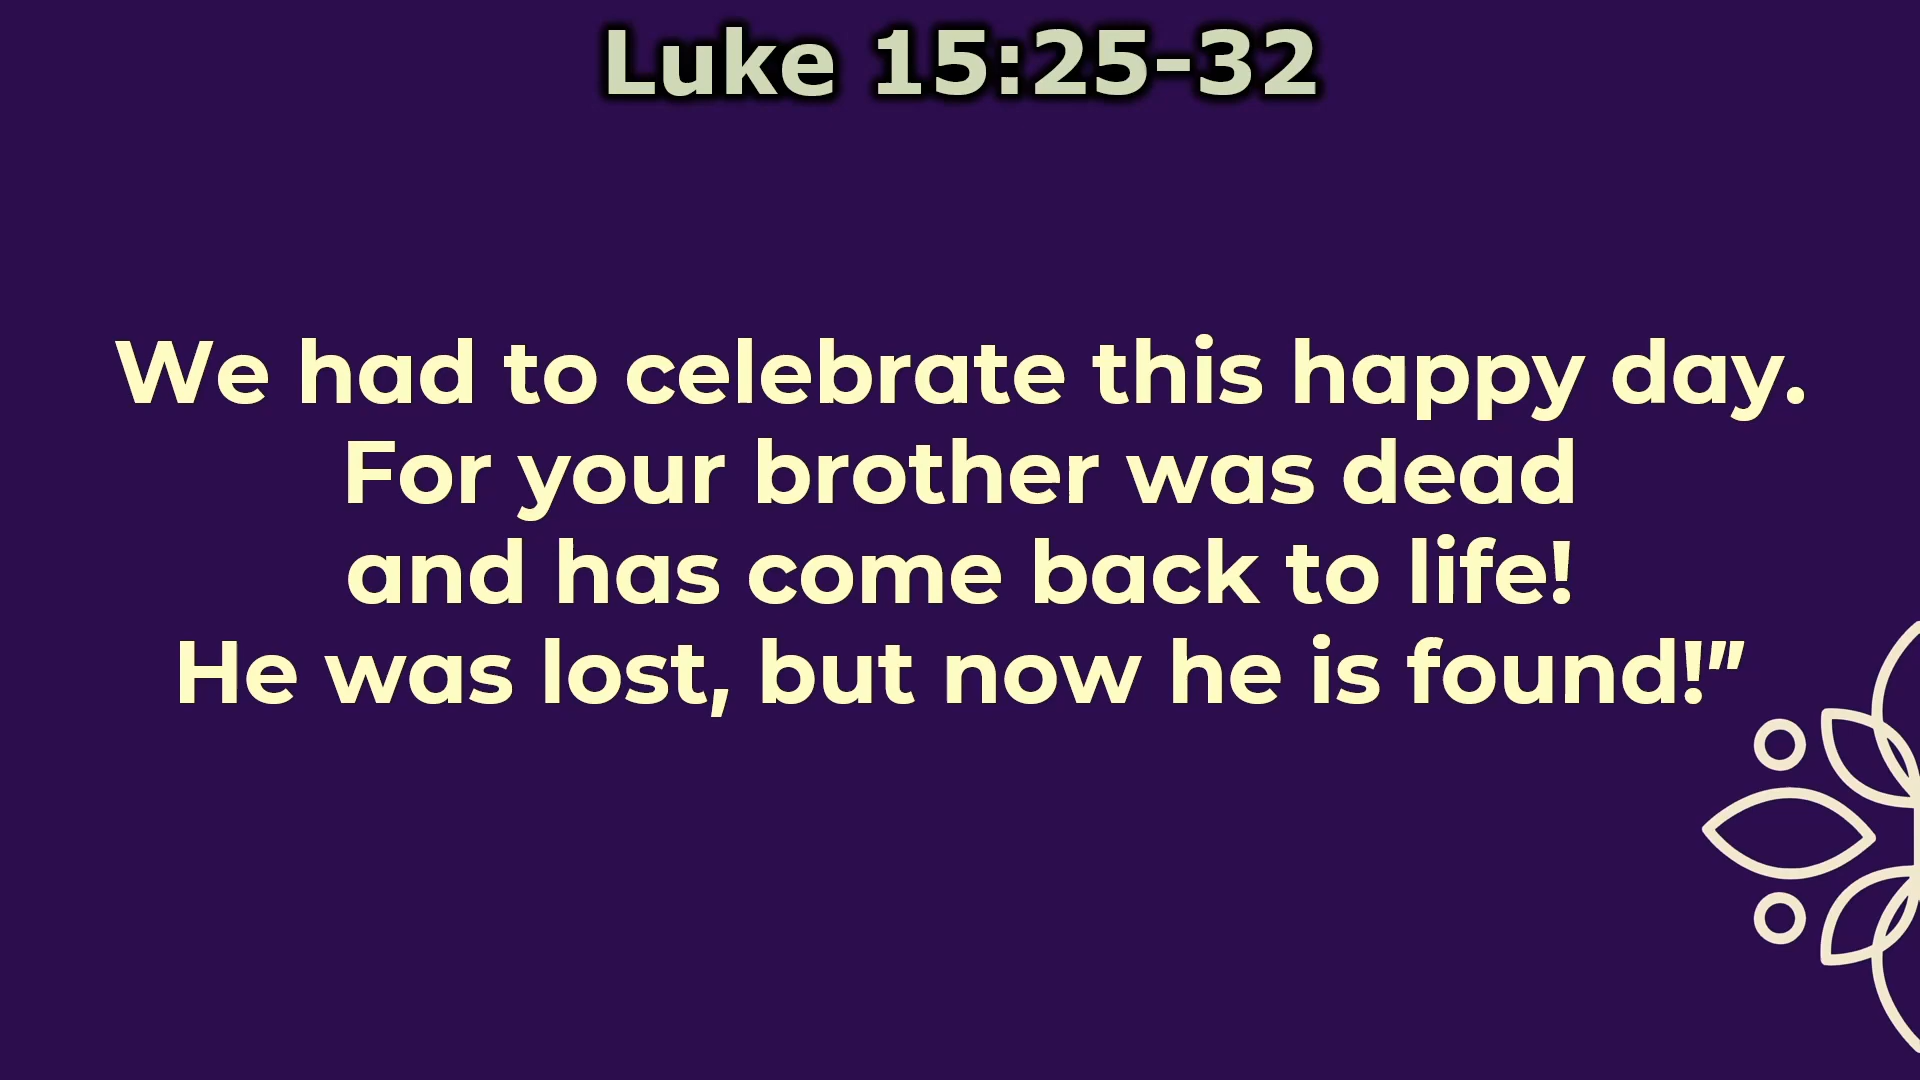 Luke 15:25-32
We had to celebrate this happy day.
For your brother was dead
and has come back to life!
He was lost, but now he is found!”